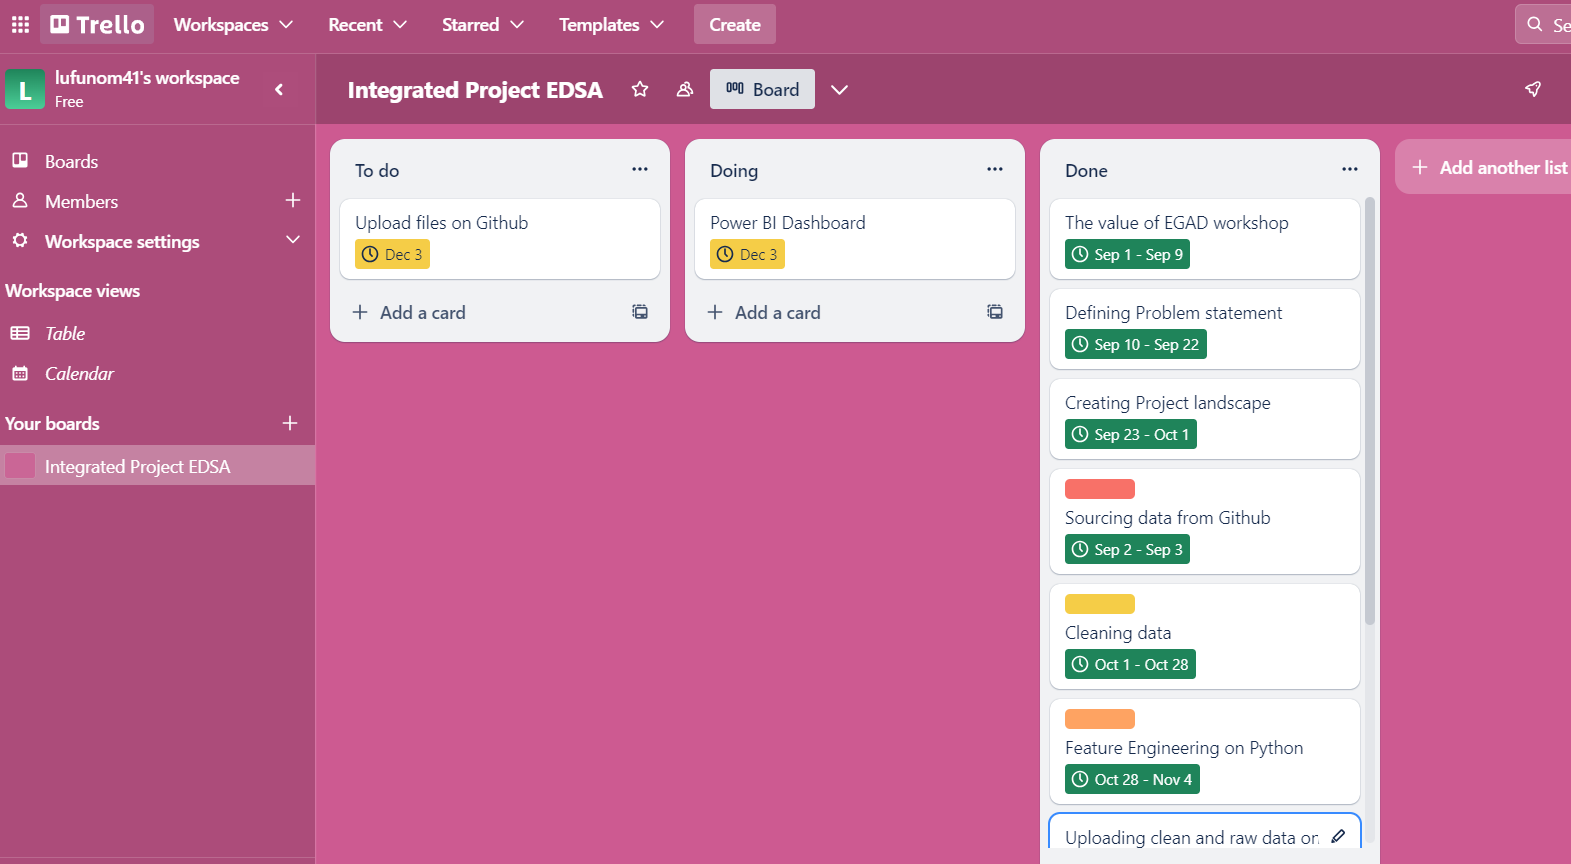 Trello
Workspaces
Recent
Starred
Templates
Create
L
lufunom41's workspace
Free
Integrated Project EDSA
Board
Boards
Members
Workspace settings
Workspace views
Table
Calendar
Your boards
Integrated Project EDSA
To do
Upload files on Github
Dec 3
Add a card
Doing
Power BI Dashboard
Dec 3
Add a card
Done
The value of EGAD workshop
Sep 1 - Sep 9
Defining Problem statement
Sep 10 - Sep 22
Creating Project landscape
Sep 23 - Oct 1
Sourcing data from Github
Sep 2 - Sep 3
Cleaning data
Oct 1 - Oct 28
Feature Engineering on Python
Oct 28 - Nov 4
Uploading clean and raw data on
Add another list